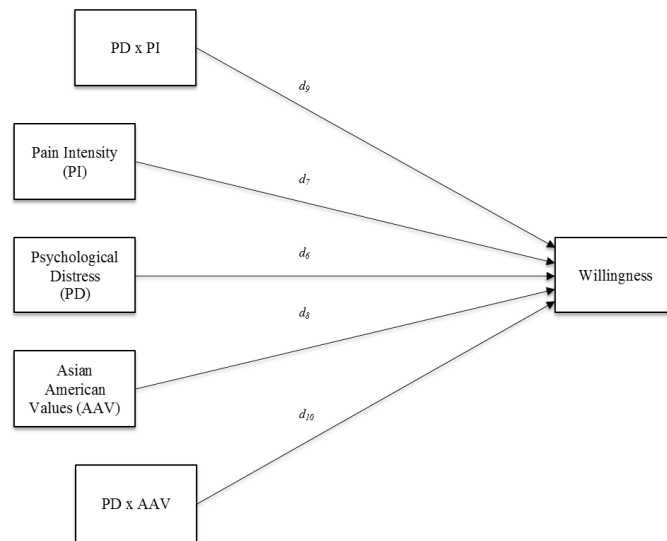 PD x PI
d9
Pain Intensity
(PI)
d7
Psychological
Distress
(PD)
d6
Willingness
d8
Asian
American
Values (AAV)
d10
PD x AAV